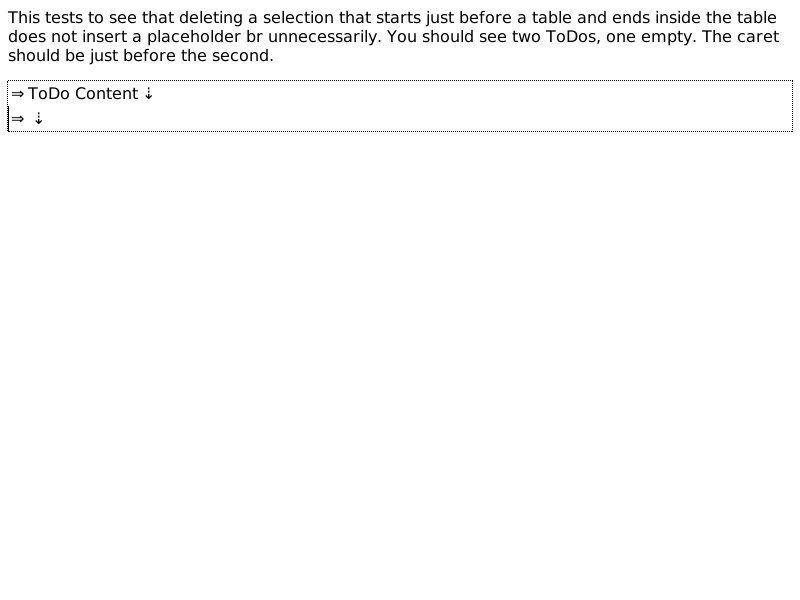 This tests to see that deleting a selection that starts just before a table and ends inside the table
does not insert a placeholder br unnecessarily. You should see two ToDos, one empty. The caret
should be just before the second.
⇒ ToDo Content ⇣
⇒ ⇣